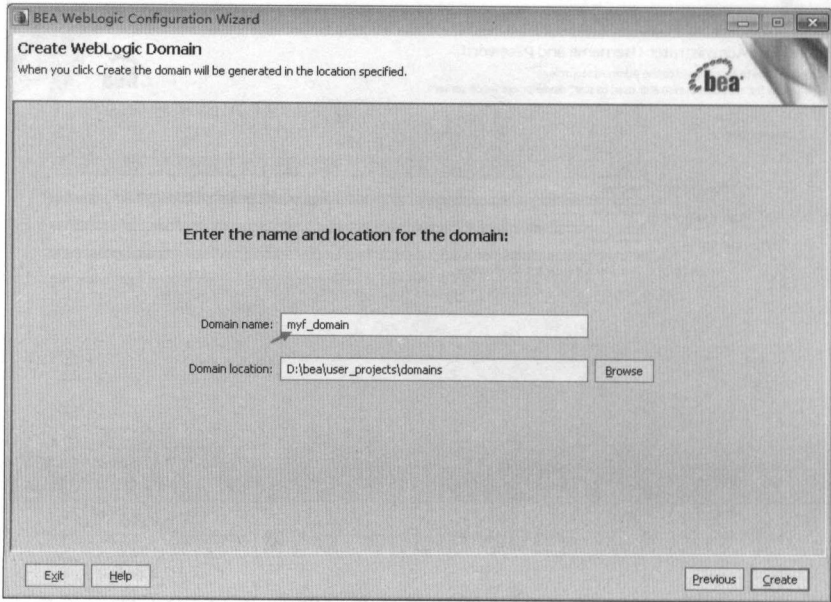 BEA WebLogic Configuration Wizard
Create WebLogic Domain
When you click Create the domain will be generated in the location specified.
bea
Enter the name and location for the domain:
Domain name: myf_domain
Domain location: D:\bea\user_projects\domains Browse
Exit Help Previous Create